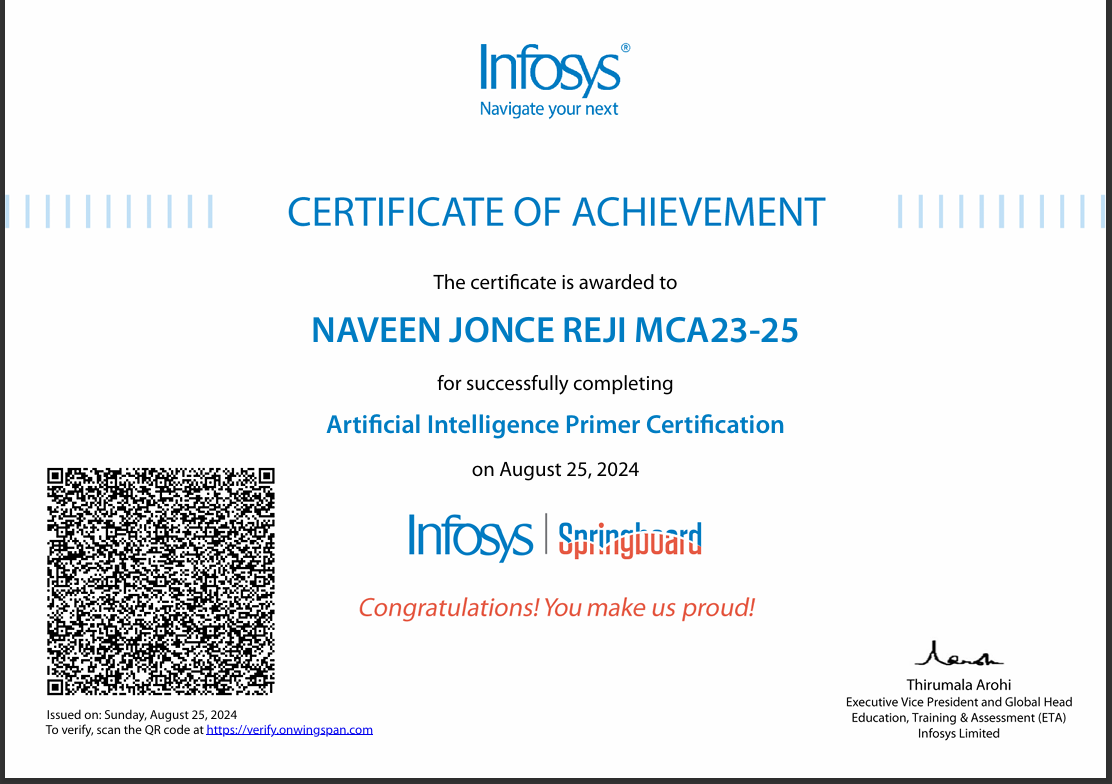 Infosys®
Navigate your next
CERTIFICATE OF ACHIEVEMENT
The certificate is awarded to
NAVEEN JONCE REJI MCA23-25
for successfully completing
Artificial Intelligence Primer Certification
on August 25, 2024
Infosys | Springboard
Congratulations! You make us proud!
Thirumala Arohi
Executive Vice President and Global Head
Education, Training & Assessment (ETA)
Infosys Limited
Issued on: Sunday, August 25, 2024
To verify, scan the QR code at https://verify.onwingspan.com